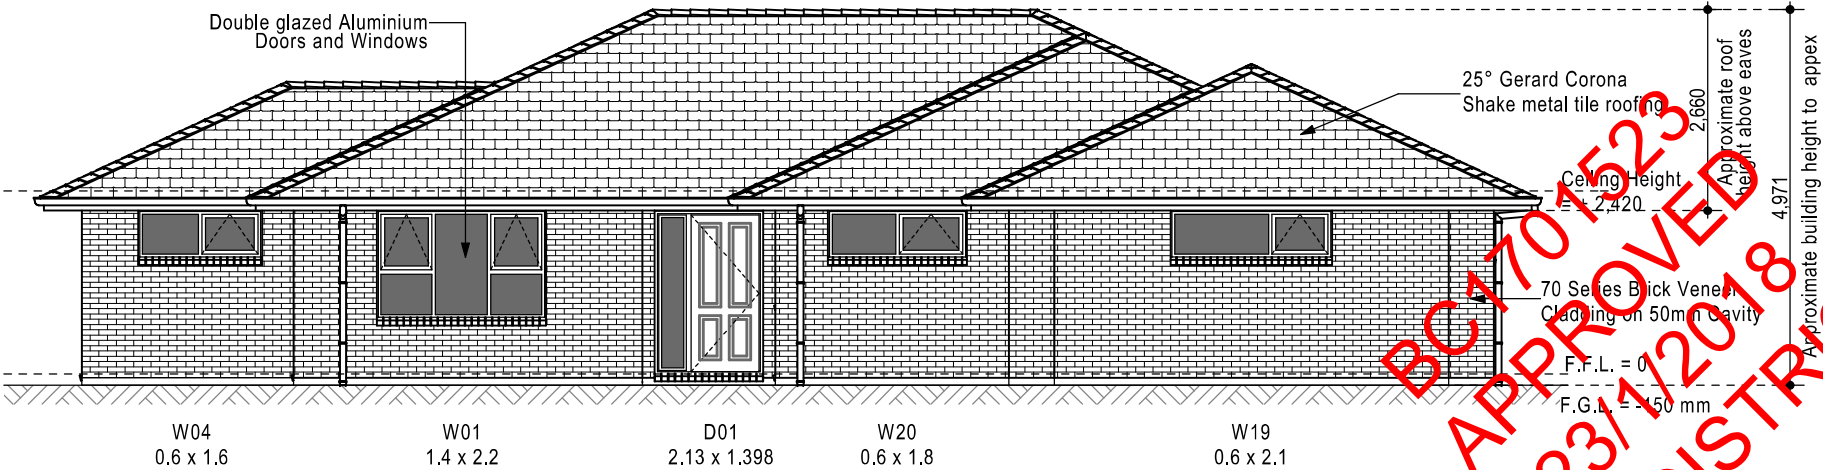 Double glazed Aluminium
Doors and Windows
25° Gerard Corona
Shake metal tile roofing
2,660
Approximate roof
height above eaves
4,971
Approximate building height to appex
Ceiling Height
= + 2,420
70 Series Brick Veneer
Cladding on 50mm Cavity
F.F.L. = 0
F.G.L. = -150 mm
BC1701523
APPROVED
23/1/2018
W04
0.6 x 1.6
W01
1.4 x 2.2
D01
2.13 x 1.398
W20
0.6 x 1.8
W19
0.6 x 2.1